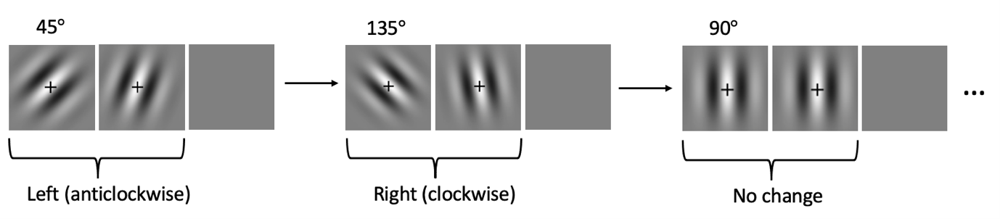 45°
135°
90°
...
Left (anticlockwise)
Right (clockwise)
No change